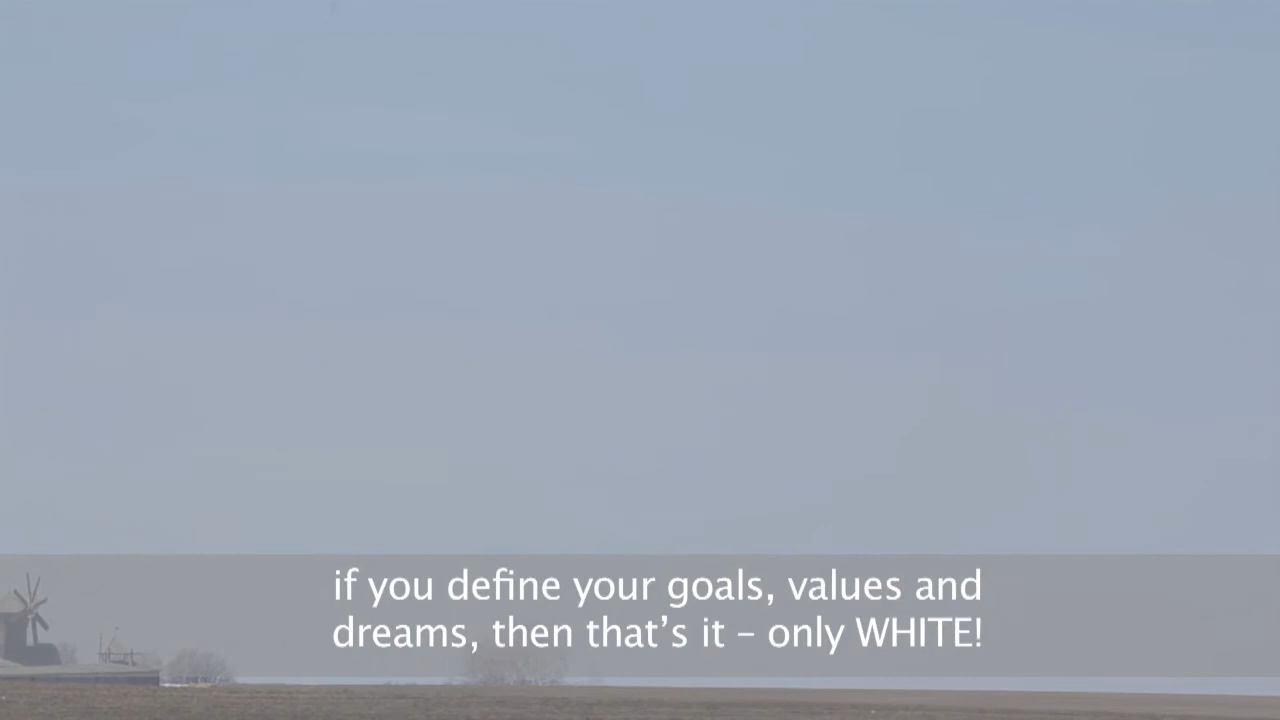 if you define your goals, values and
dreams, then that’s it – only WHITE!